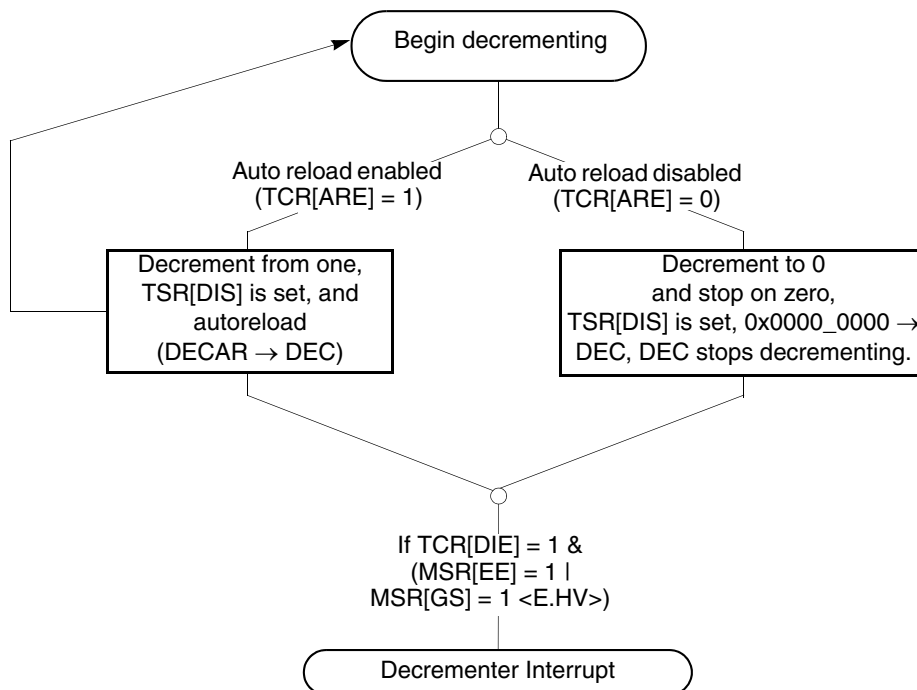 Begin decrementing
Auto reload enabled
(TCR[ARE] = 1)
Auto reload disabled
(TCR[ARE] = 0)
Decrement from one,
TSR[DIS] is set, and
autoreload
(DECAR → DEC)
Decrement to 0
and stop on zero,
TSR[DIS] is set, 0x0000_0000 →
DEC, DEC stops decrementing.
If TCR[DIE] = 1 &
(MSR[EE] = 1 |
MSR[GS] = 1 <E.HV>)
Decrementer Interrupt